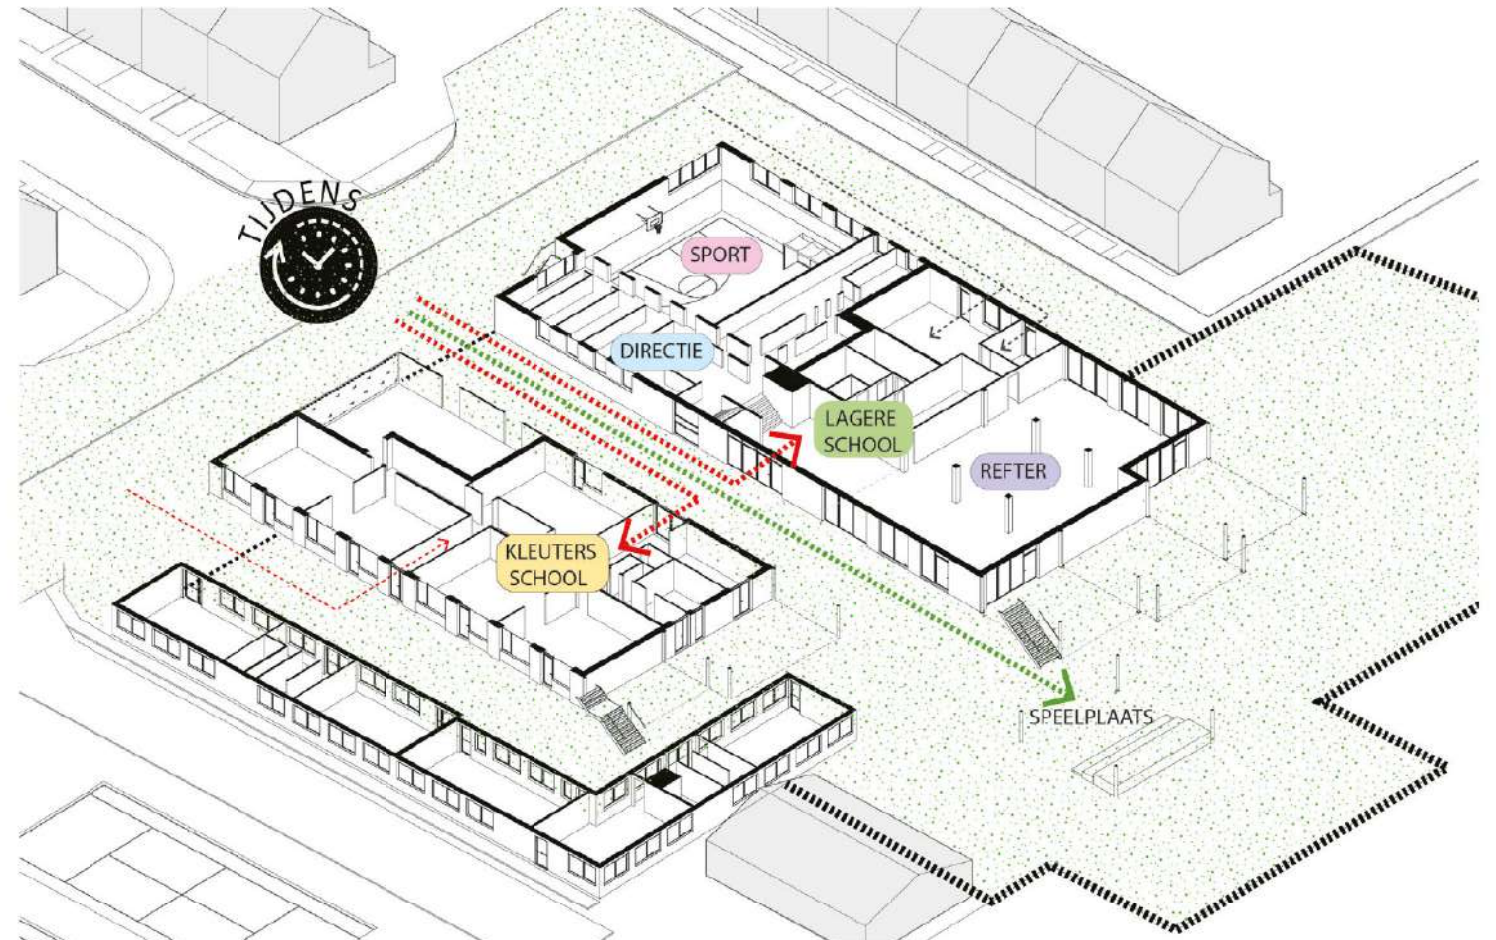 TIJDENS
SPORT
DIRECTIE
LAGERE
SCHOOL
REFTER
KLEUTERS
SCHOOL
SPEELPLAATS